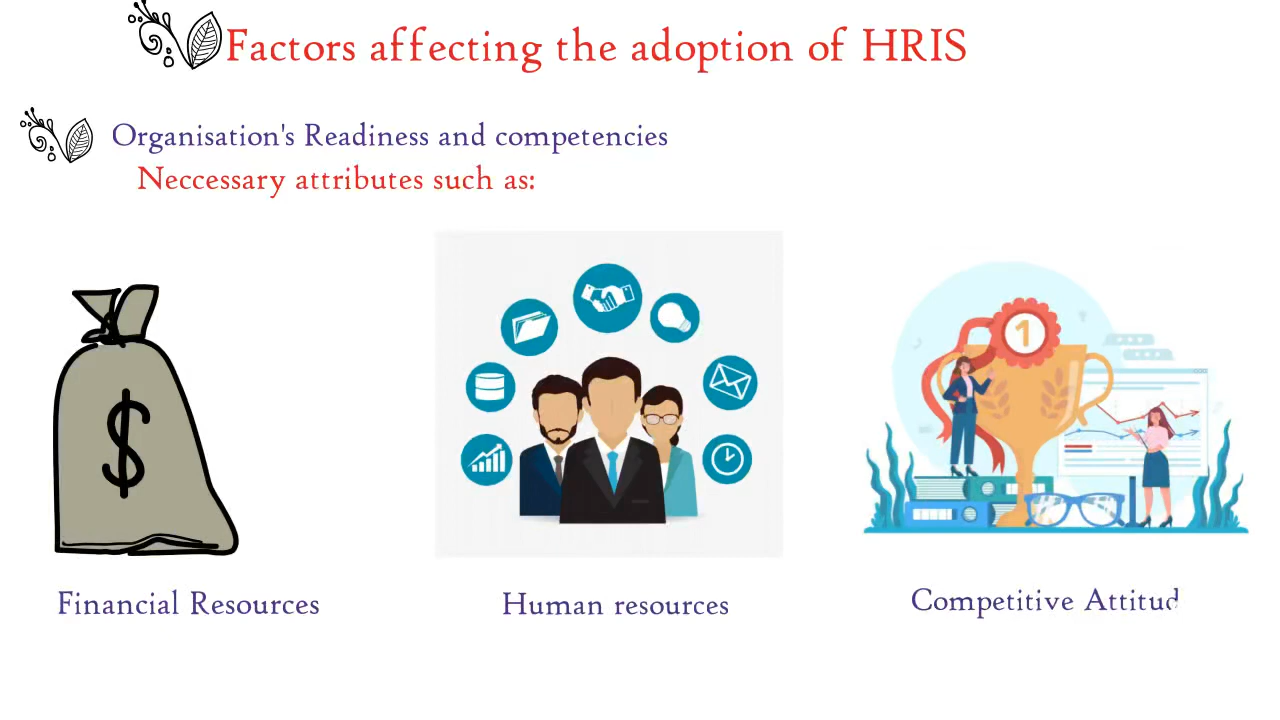 Factors affecting the adoption of HRIS
Organisation's Readiness and competencies
Neccessary attributes such as:
$
1
Financial Resources
Human resources
Competitive Attitud